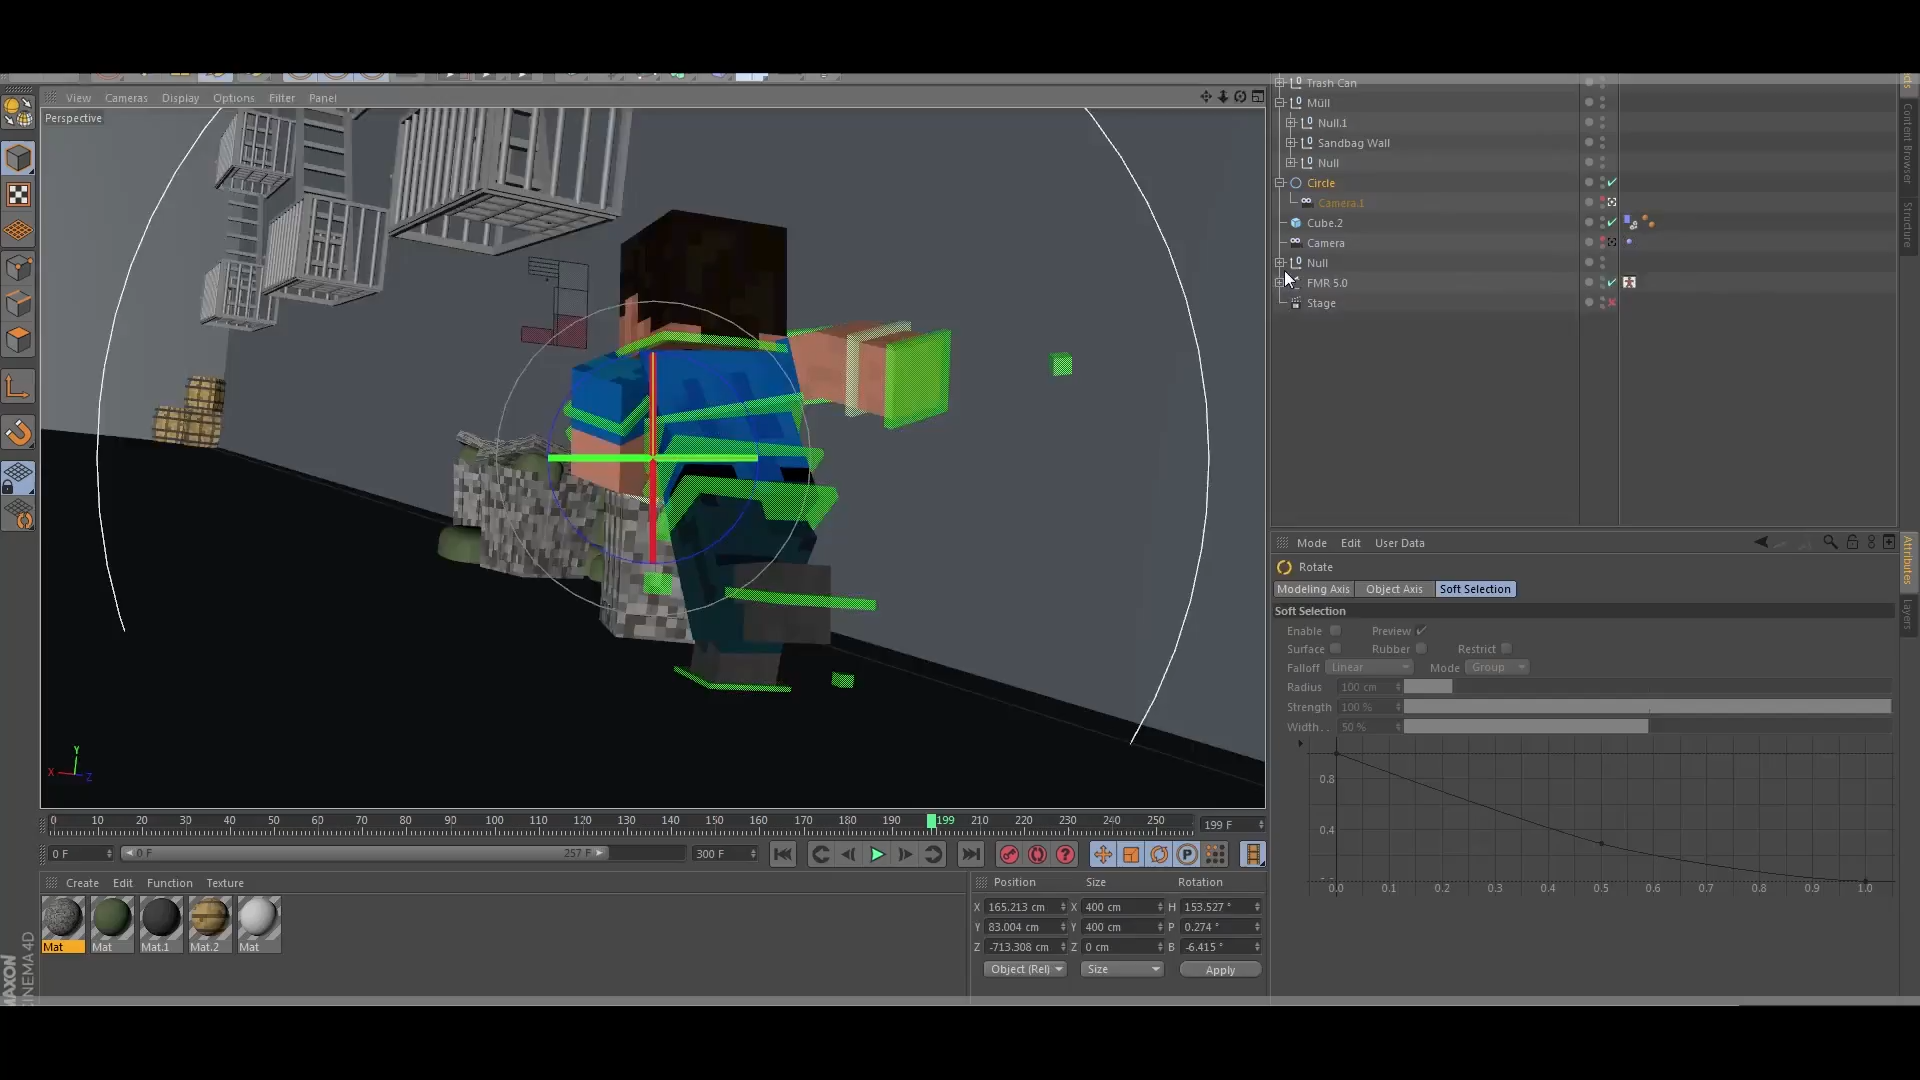 View Cameras Display Options Filter Panel
Perspective
Y
X
Z
Trash Can
Müll
Null.1
Sandbag Wall
Null
Circle
Camera.1
Cube.2
Camera
Null
FMR 5.0
Stage
Content Browser
Structure
Attributes
Layers
Mode Edit User Data
Rotate
Modeling Axis Object Axis Soft Selection
Soft Selection
Enable Preview
Surface Rubber Restrict
Falloff Linear Mode Group
Radius 100 cm
Strength 100 %
Width. . 50 %
0.8
0.4
0.0 0.1 0.2 0.3 0.4 0.5 0.6 0.7 0.8 0.9 1.0
0 10 20 30 40 50 60 70 80 90 100 110 120 130 140 150 160 170 180 190 199 210 220 230 240 250 199 F
0 F 0 F 257 F 300 F
P
Create Edit Function Texture
Mat Mat Mat.1 Mat.2 Mat
Position Size Rotation
X 165.213 cm X 400 cm H 153.527 °
Y 83.004 cm Y 400 cm P 0.274 °
Z -713.308 cm Z 0 cm B -6.415 °
Object (Rel) Size Apply
MAXON
CINEMA 4D